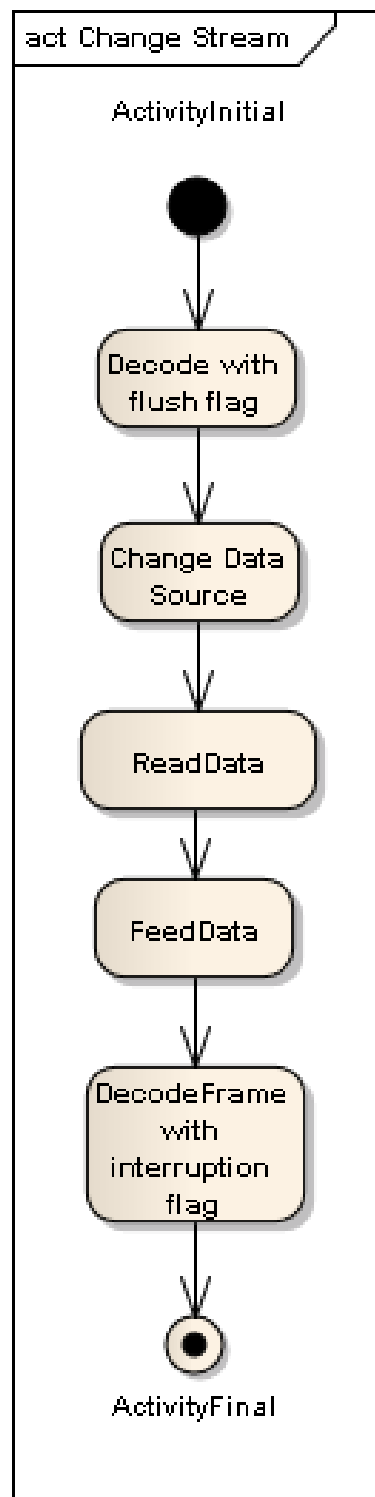 act Change Stream
ActivityInitial
Decode with
flush flag
Change Data
Source
ReadData
FeedData
DecodeFrame
with
interruption
flag
ActivityFinal